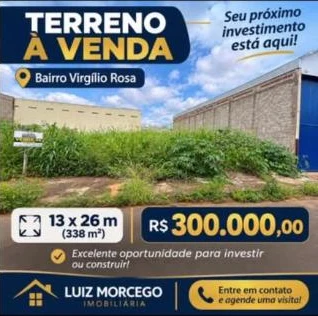 TERRENO
À VENDA
Seu próximo
investimento
está aqui!
Bairro Virgílio Rosa
13 x 26 m
(338 m²)
R$ 300.000,00
Excelente oportunidade para investir
ou construir!
LUIZ MORCEGO
IMOBILIÁRIA
Entre em contato
e agende uma visita!